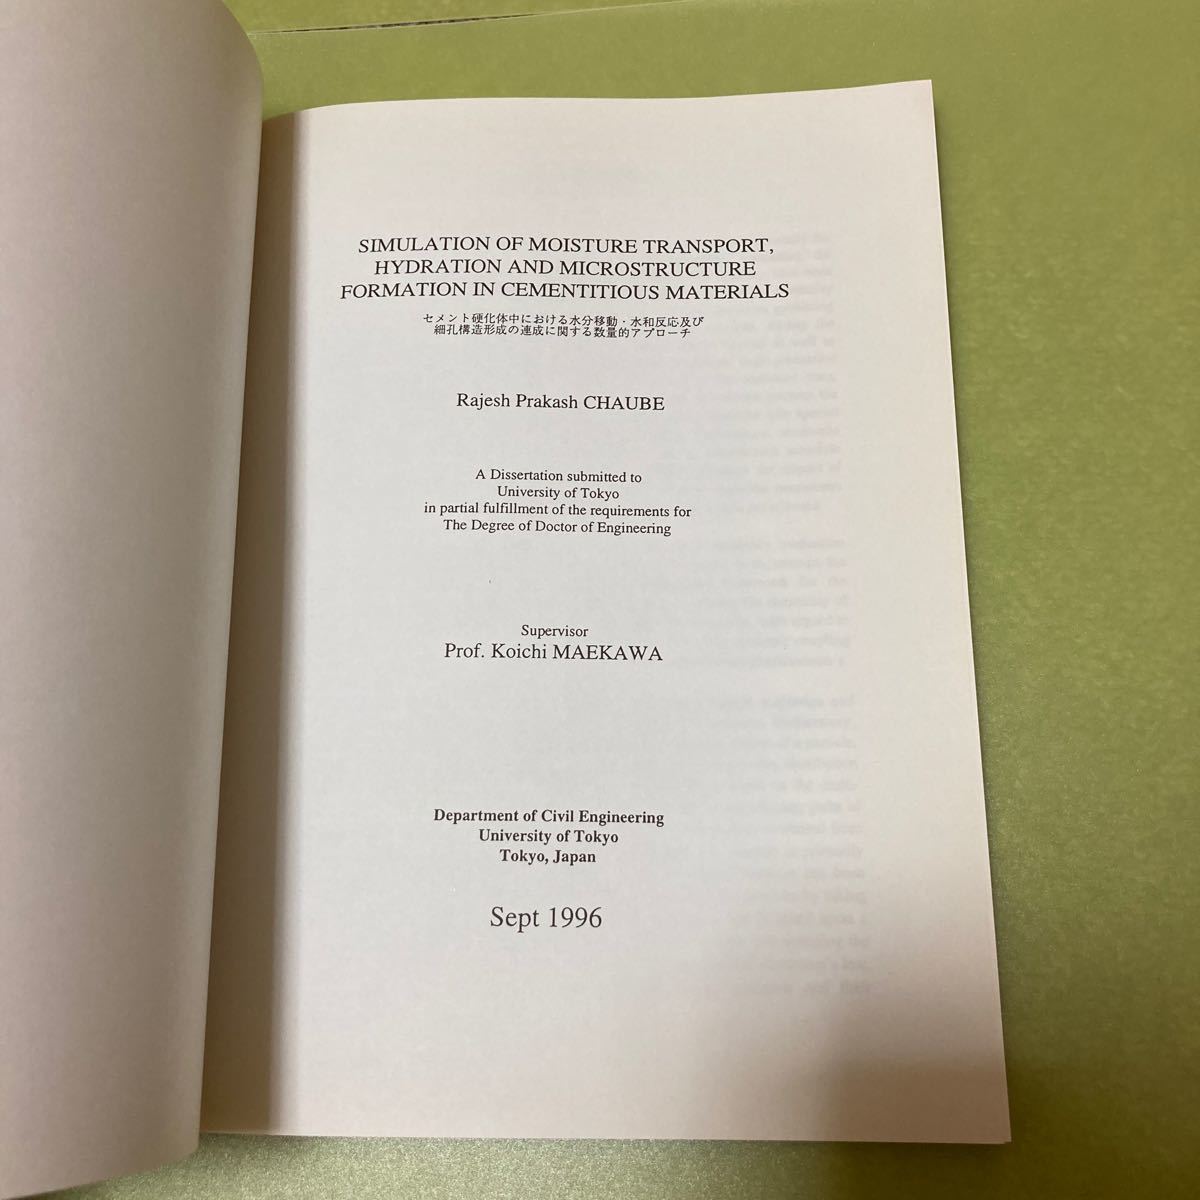 SIMULATION OF MOISTURE TRANSPORT,
HYDRATION AND MICROSTRUCTURE
FORMATION IN CEMENTITIOUS MATERIALS
セメント硬化体中における水分移動・水和反応及び
細孔構造形成の連成に関する数量的アプローチ
Rajesh Prakash CHAUBE
A Dissertation submitted to
University of Tokyo
in partial fulfillment of the requirements for
The Degree of Doctor of Engineering
Supervisor
Prof. Koichi MAEKAWA
Department of Civil Engineering
University of Tokyo
Tokyo, Japan
Sept 1996